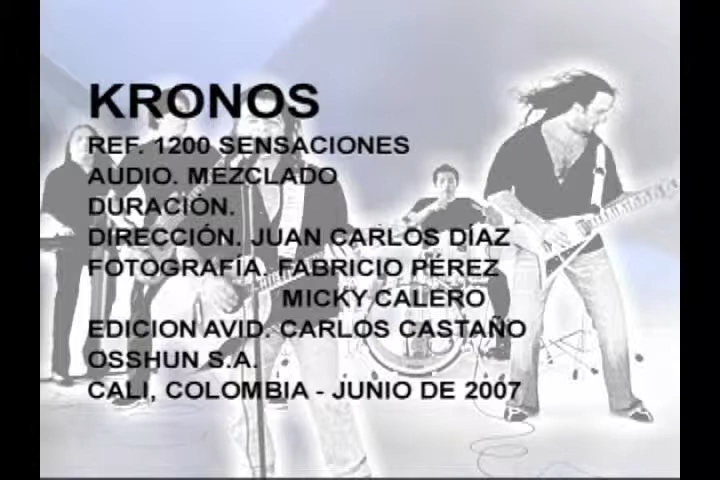 KRONOS
REF. 1200 SENSACIONES
AUDIO. MEZCLADO
DURACIÓN.
DIRECCIÓN. JUAN CARLOS DÍAZ
FOTOGRAFÍA. FABRICIO PÉREZ
MICKY CALERO
EDICION AVID. CARLOS CASTAÑO
OSSHUN S.A.
CALI, COLOMBIA - JUNIO DE 2007